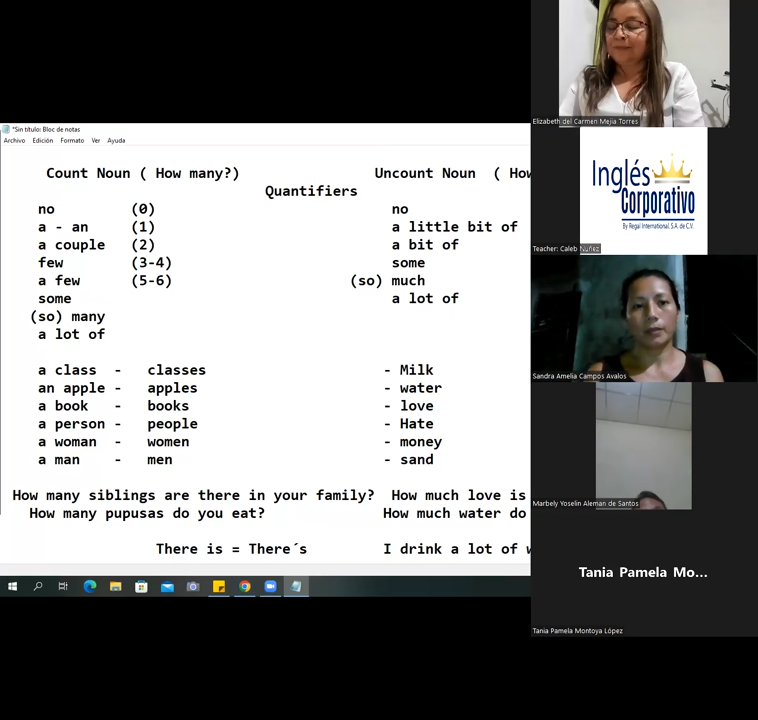 *Sin título: Bloc de notas
Archivo Edición Formato Ver Ayuda
Count Noun ( How many?) Uncount Noun ( How
Quantifiers
no (0) no
a - an (1) a little bit of
a couple (2) a bit of
few (3-4) some
a few (5-6) (so) much
some a lot of
(so) many
a lot of
a class - classes - Milk
an apple - apples - water
a book - books - love
a person - people - Hate
a woman - women - money
a man - men - sand
How many siblings are there in your family? How much love is
How many pupusas do you eat? How much water do
There is = There´s I drink a lot of w
Elizabeth del Carmen Mejia Torres
Inglés
Corporativo
By Regal International, S.A. de C.V.
Teacher: Caleb Nuñez
Sandra Amelia Campos Avalos
Marbely Yoselin Aleman de Santos
Tania Pamela Mo...
Tania Pamela Montoya López